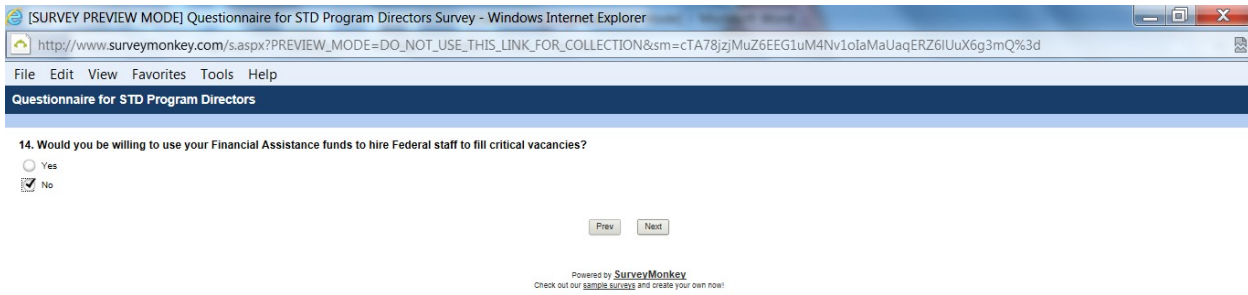 [SURVEY PREVIEW MODE] Questionnaire for STD Program Directors Survey - Windows Internet Explorer
http://www.surveymonkey.com/s.aspx?PREVIEW_MODE=DO_NOT_USE_THIS_LINK_FOR_COLLECTION&sm=cTA78jzjMuZ6EEG1uM4Nv1oIaMaUaqERZ6lUuX6g3mQ%3d
File Edit View Favorites Tools Help
Questionnaire for STD Program Directors
14. Would you be willing to use your Financial Assistance funds to hire Federal staff to fill critical vacancies?
Yes
No
Prev Next
Powered by SurveyMonkey
Check out our sample surveys and create your own now!